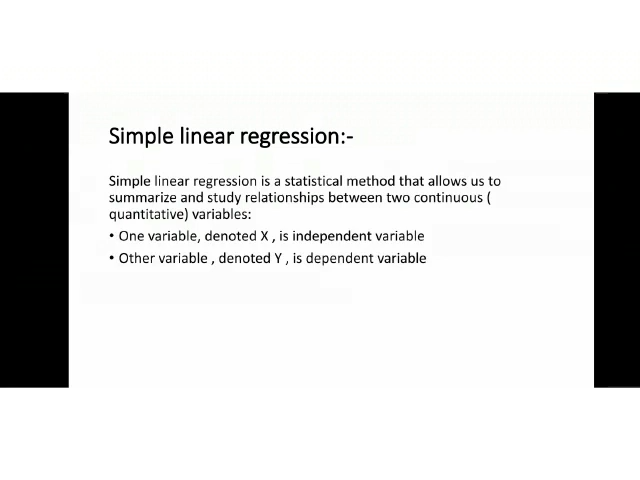 Simple linear regression:-
Simple linear regression is a statistical method that allows us to
summarize and study relationships between two continuous (
quantitative) variables:
• One variable, denoted X , is independent variable
• Other variable , denoted Y , is dependent variable